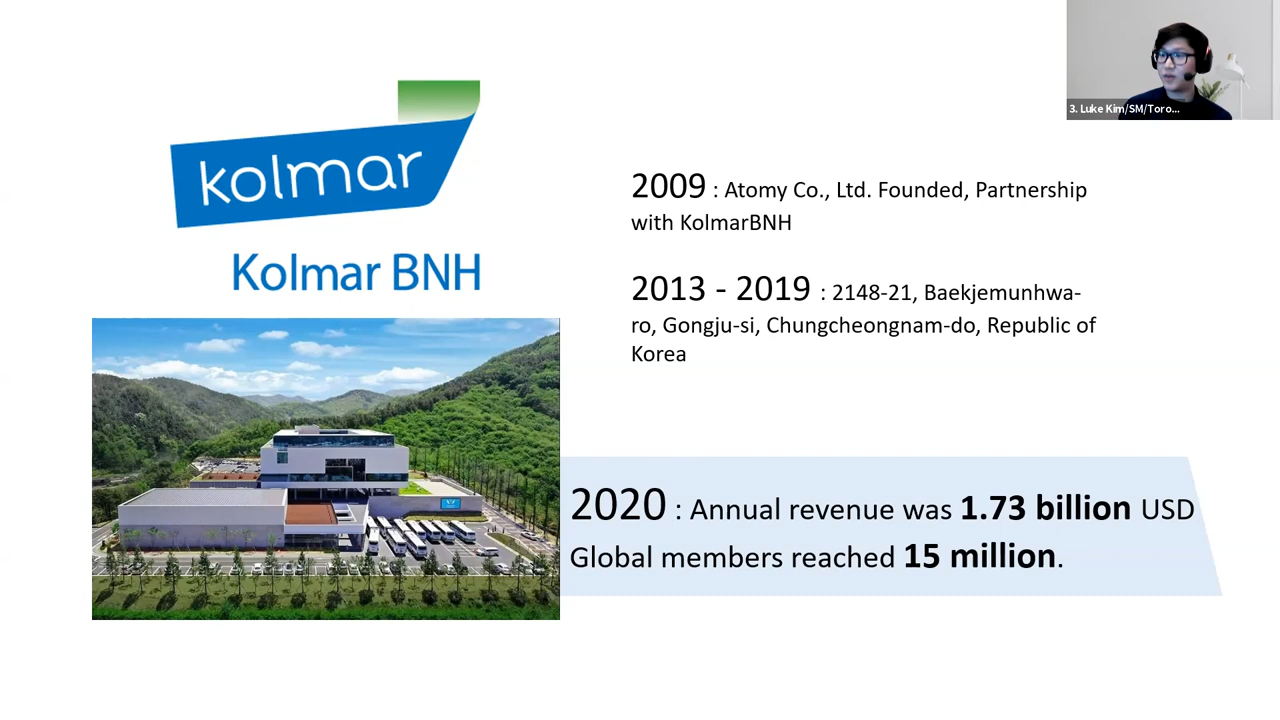 3. Luke Kim/SM/Toro...
kolmar
Kolmar BNH
2009 : Atomy Co., Ltd. Founded, Partnership
with KolmarBNH
2013 - 2019 : 2148-21, Baekjemunhwa-
ro, Gongju-si, Chungcheongnam-do, Republic of
Korea
2020 : Annual revenue was 1.73 billion USD
Global members reached 15 million.